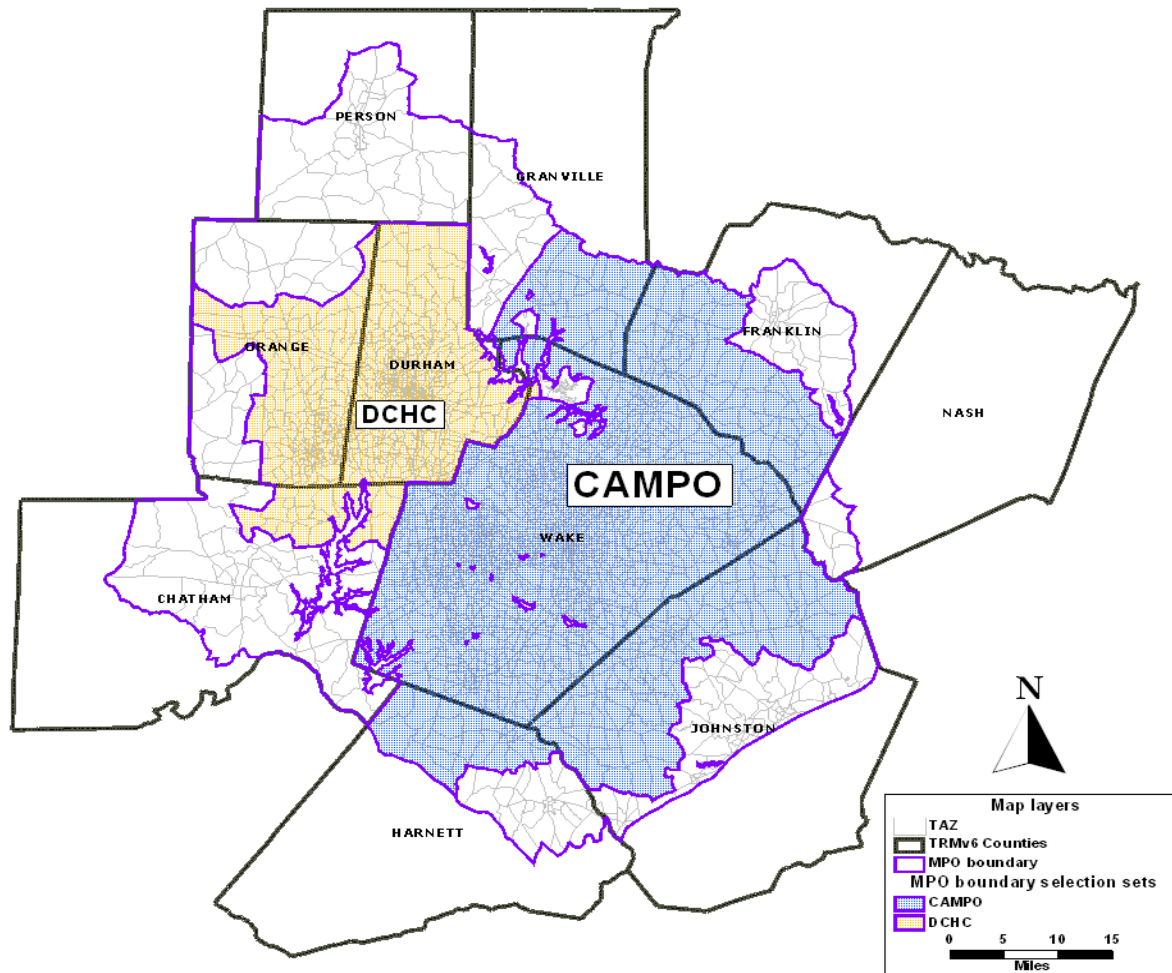 PERSON
GRANVILLE
FRANKLIN
ORANGE
DURHAM
DCHC
NASH
CAMPO
WAKE
CHATHAM
N
JOHNSTON
HARNETT
Map layers
TAZ
TRMv6 Counties
MPO boundary
MPO boundary selection sets
CAMPO
DCHC
0 5 10 15
Miles